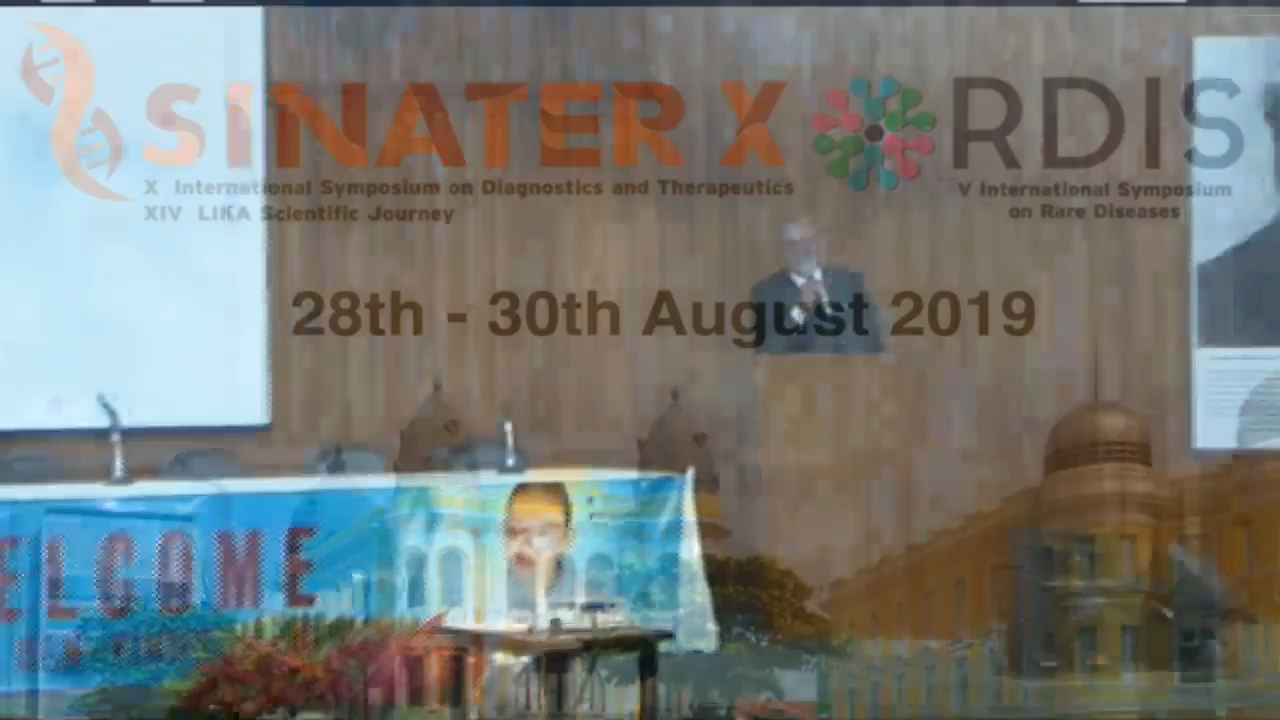 SINATER X RDIS
X International Symposium on Diagnostics and Therapeutics
XIV LIKA Scientific Journey
V International Symposium
on Rare Diseases
28th - 30th August 2019
ELCOME